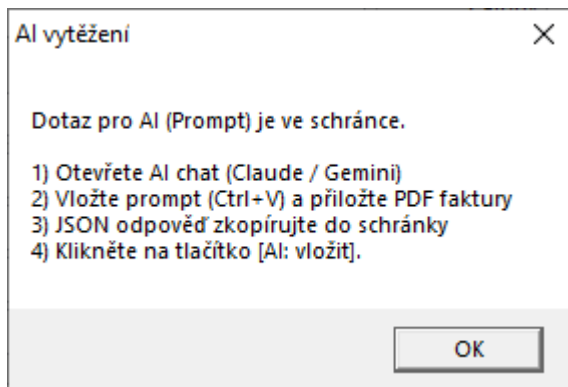 AI vytěžení
Dotaz pro AI (Prompt) je ve schránce.
1) Otevřete AI chat (Claude / Gemini)
2) Vložte prompt (Ctrl+V) a přiložte PDF faktury
3) JSON odpověď zkopírujte do schránky
4) Klikněte na tlačítko [AI: vložit].
OK